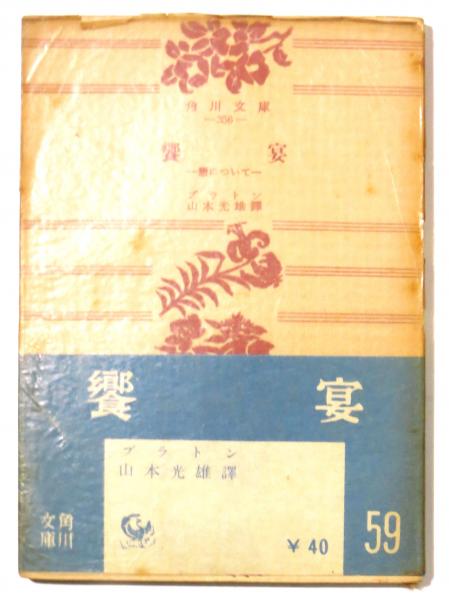 角川文庫
—356—
饗宴
—戀について—
プラトン
山本光雄譯
饗宴
プラトン
山本光雄譯
角川文庫
¥ 40
59